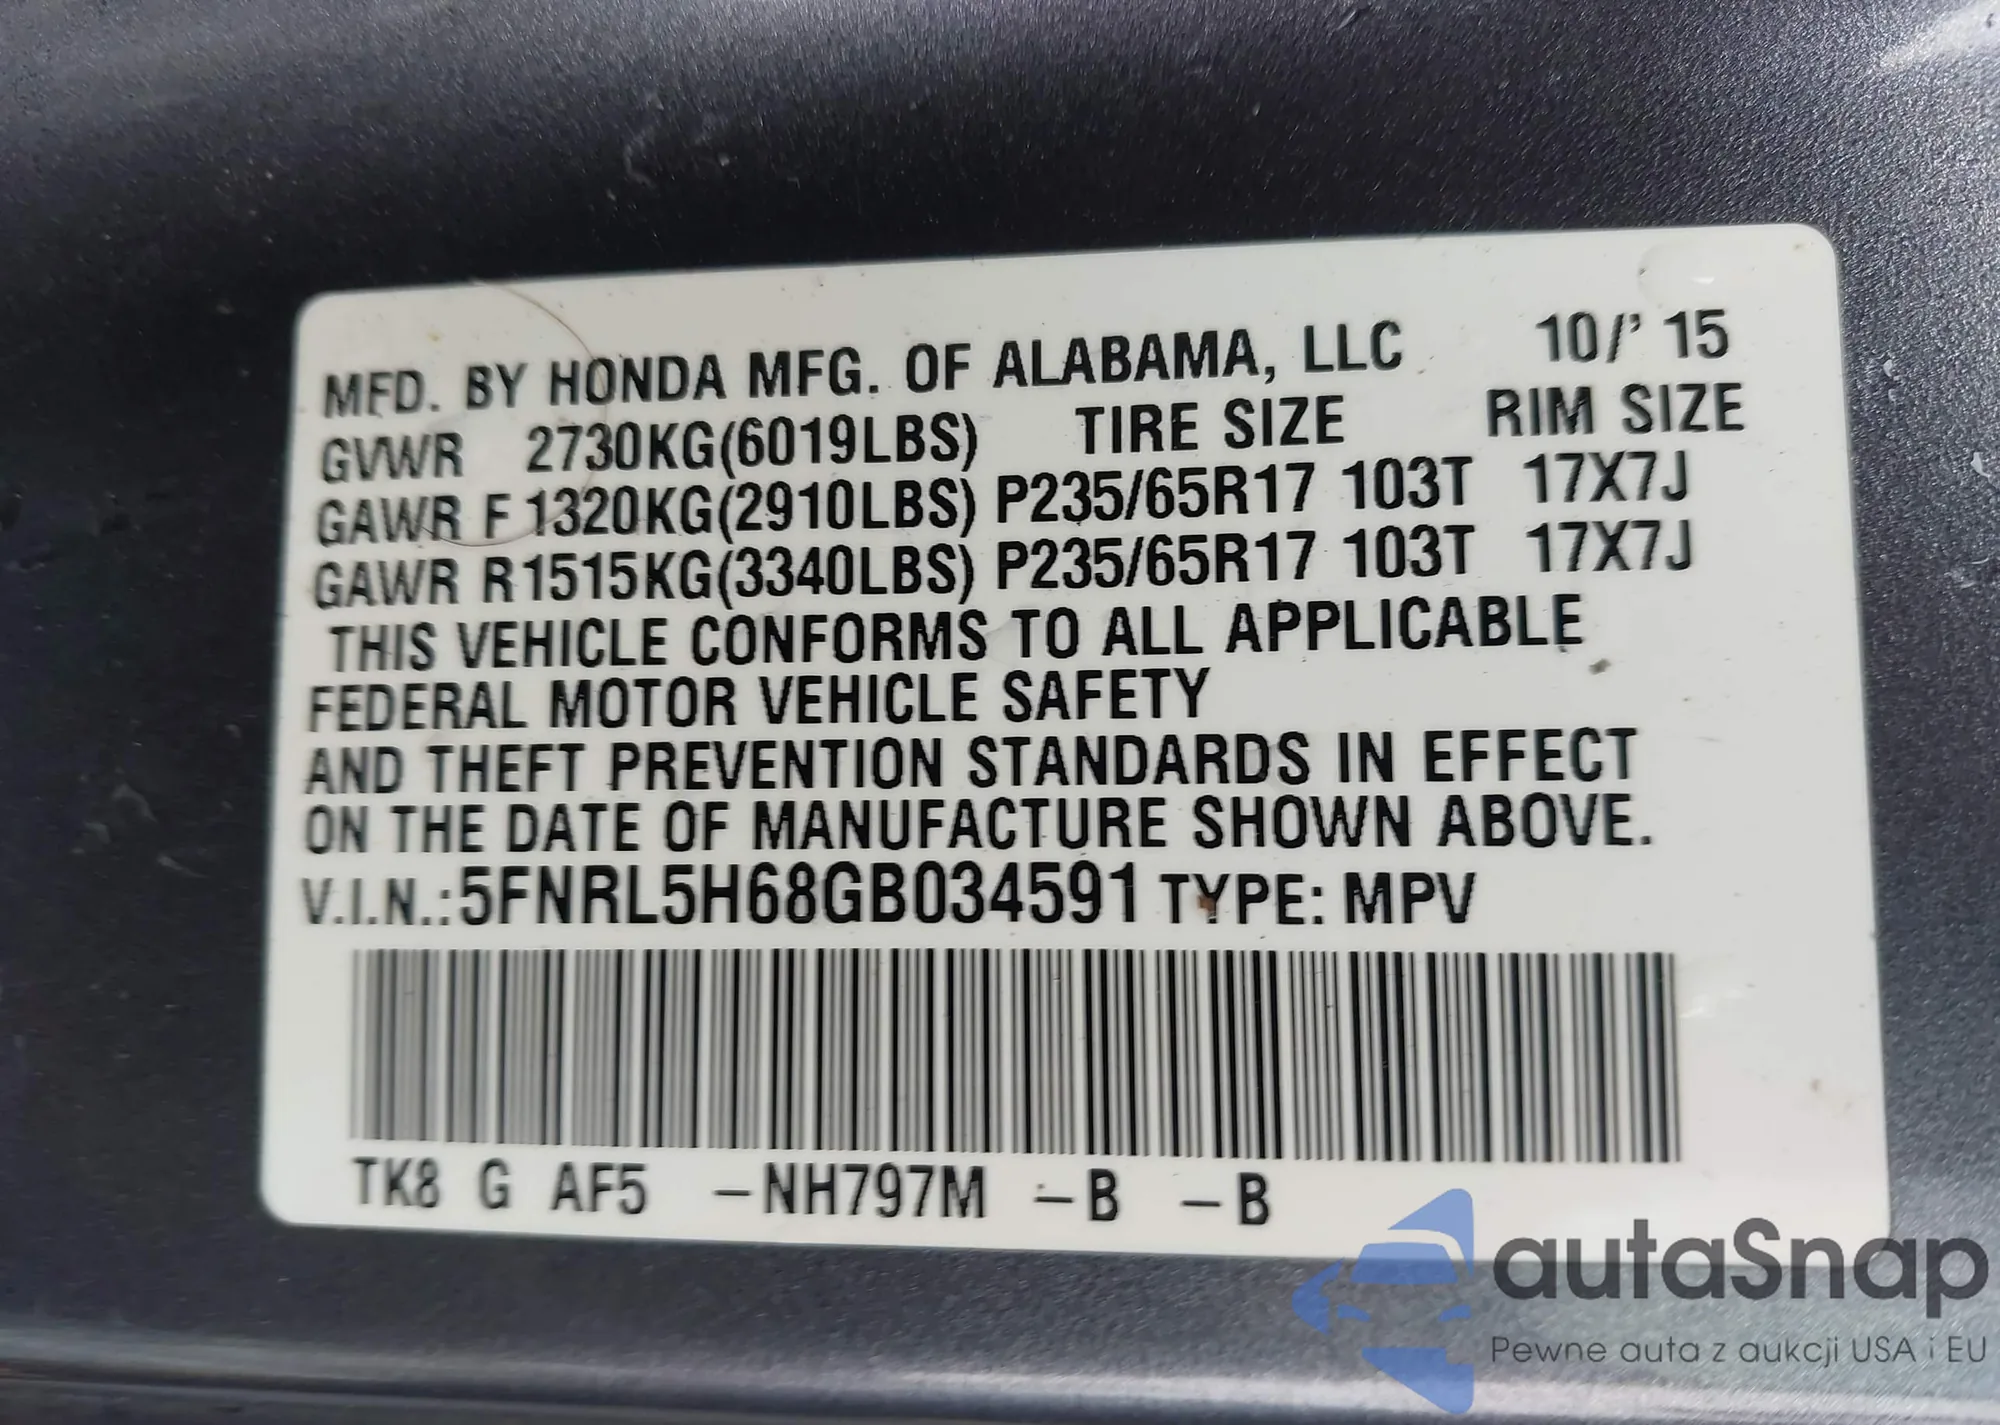 MFD. BY HONDA MFG. OF ALABAMA, LLC 10/' 15
GVWR 2730KG(6019LBS) TIRE SIZE RIM SIZE
GAWR F 1320KG(2910LBS) P235/65R17 103T 17X7J
GAWR R1515KG(3340LBS) P235/65R17 103T 17X7J
THIS VEHICLE CONFORMS TO ALL APPLICABLE
FEDERAL MOTOR VEHICLE SAFETY
AND THEFT PREVENTION STANDARDS IN EFFECT
ON THE DATE OF MANUFACTURE SHOWN ABOVE.
V.I.N.:5FNRL5H68GB034591 TYPE: MPV
TK8 G AF5 –NH797M –B –B
autaSnap
Pewne auta z aukcji USA i EU